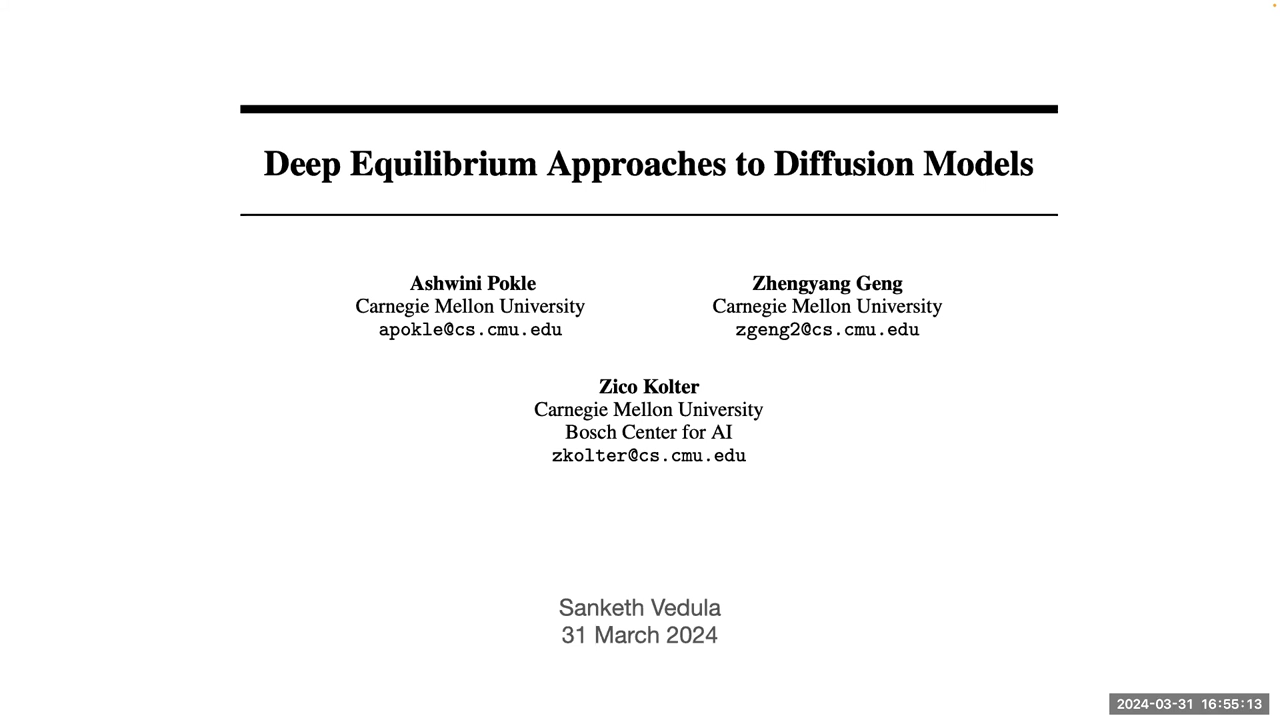 Deep Equilibrium Approaches to Diffusion Models
Ashwini Pokle
Carnegie Mellon University
apokle@cs.cmu.edu
Zhengyang Geng
Carnegie Mellon University
zgeng2@cs.cmu.edu
Zico Kolter
Carnegie Mellon University
Bosch Center for AI
zkolter@cs.cmu.edu
Sanketh Vedula
31 March 2024
2024-03-31 16:55:13